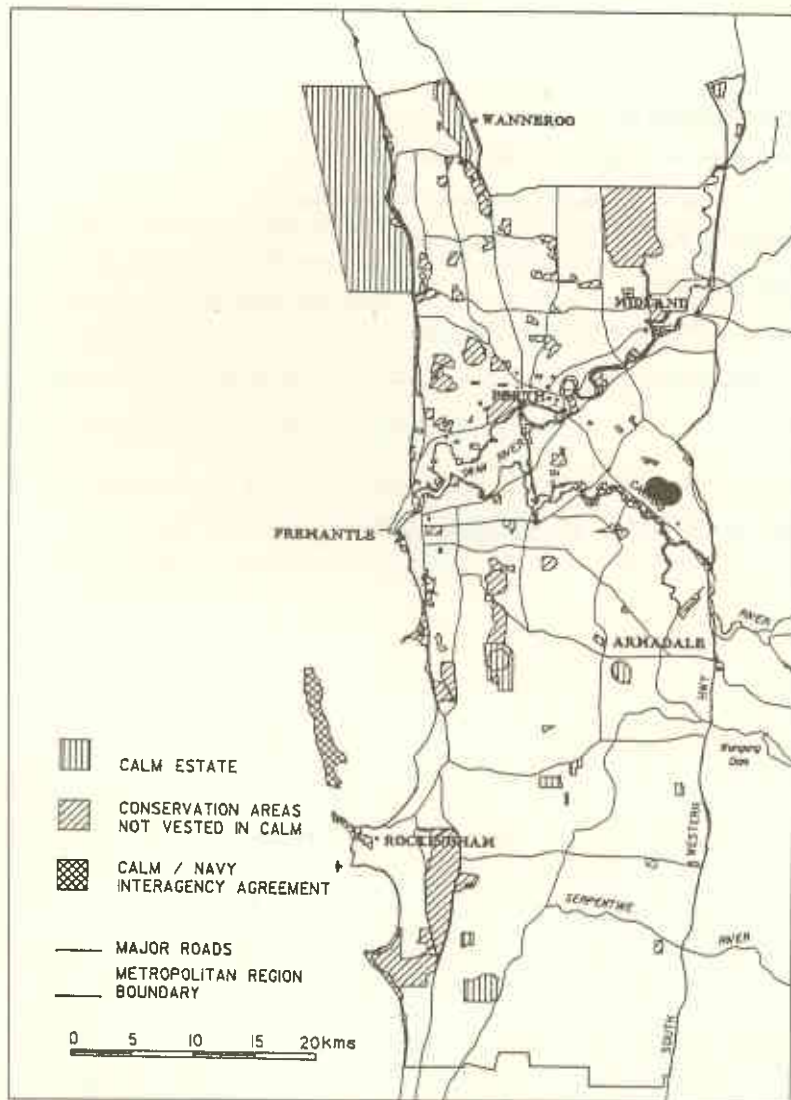 WANNEROO
MIDLAND
PERTH
SWAN RIVER
FREMANTLE
RIVER
ARMADALE
HWY
Wungong
Dam
CALM ESTATE
CONSERVATION AREAS
NOT VESTED IN CALM
ROCKINGHAM
WESTERN
CALM / NAVY
INTERAGENCY AGREEMENT
SERPENTINE
RIVER
MAJOR ROADS
METROPOLITAN REGION
BOUNDARY
SOUTH
0 5 10 15 20kms